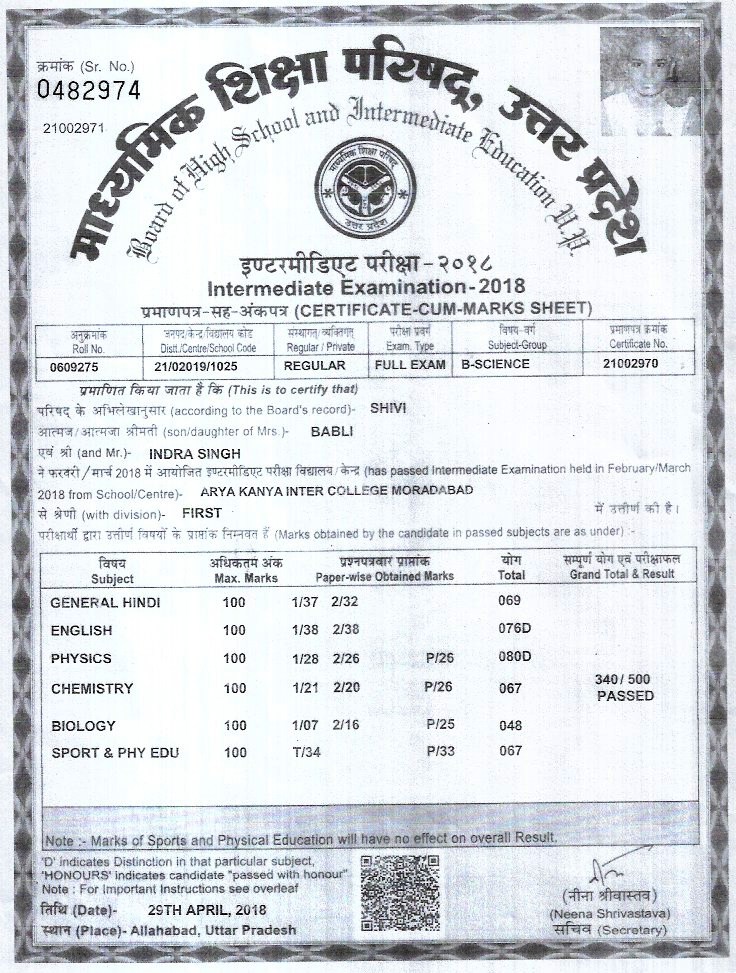 क्रमांक (Sr. No.)
0482974
21002971
माध्यमिक शिक्षा परिषद्, उत्तर प्रदेश
Board of High School and Intermediate Education U.P.
माध्यमिक शिक्षा परिषद
उत्तर प्रदेश
इण्टरमीडिएट परीक्षा-२०१८
Intermediate Examination-2018
प्रमाणपत्र-सह-अंकपत्र (CERTIFICATE-CUM-MARKS SHEET)
अनुक्रमांक जनपद/केन्द्र/विद्यालय कोड संस्थागत/व्यक्तिगत परीक्षा प्रवर्ग विषय-वर्ग प्रमाणपत्र क्रमांक
Roll No. Distt./Centre/School Code Regular / Private Exam. Type Subject-Group Certificate No.
0609275 21/02019/1025 REGULAR FULL EXAM B-SCIENCE 21002970
प्रमाणित किया जाता है कि (This is to certify that)
परिषद के अभिलेखानुसार (according to the Board's record)- SHIVI
आत्मज/आत्मजा श्रीमती (son/daughter of Mrs.)- BABLI
एवं श्री (and Mr.)- INDRA SINGH
ने फरवरी/मार्च 2018 में आयोजित इण्टरमीडिएट परीक्षा विद्यालय/केन्द्र (has passed Intermediate Examination held in February/March
2018 from School/Centre)- ARYA KANYA INTER COLLEGE MORADABAD
से श्रेणी (with division)- FIRST में उत्तीर्ण की है।
परीक्षार्थी द्वारा उत्तीर्ण विषयों के प्राप्तांक निम्नवत हैं (Marks obtained by the candidate in passed subjects are as under) :-
विषय अधिकतम अंक प्रश्नपत्रवार प्राप्तांक योग सम्पूर्ण योग एवं परीक्षाफल
Subject Max. Marks Paper-wise Obtained Marks Total Grand Total & Result
GENERAL HINDI 100 1/37 2/32 069
ENGLISH 100 1/38 2/38 076D
PHYSICS 100 1/28 2/26 P/26 080D
CHEMISTRY 100 1/21 2/20 P/26 067
340/ 500
PASSED
BIOLOGY 100 1/07 2/16 P/25 048
SPORT & PHY EDU 100 T/34 P/33 067
Note :- Marks of Sports and Physical Education will have no effect on overall Result.
'D' indicates Distinction in that particular subject,
'HONOURS' indicates candidate "passed with honour"
Note : For Important Instructions see overleaf
तिथि (Date)- 29TH APRIL, 2018
स्थान (Place)- Allahabad, Uttar Pradesh
(नीना श्रीवास्तव)
(Neena Shrivastava)
सचिव (Secretary)